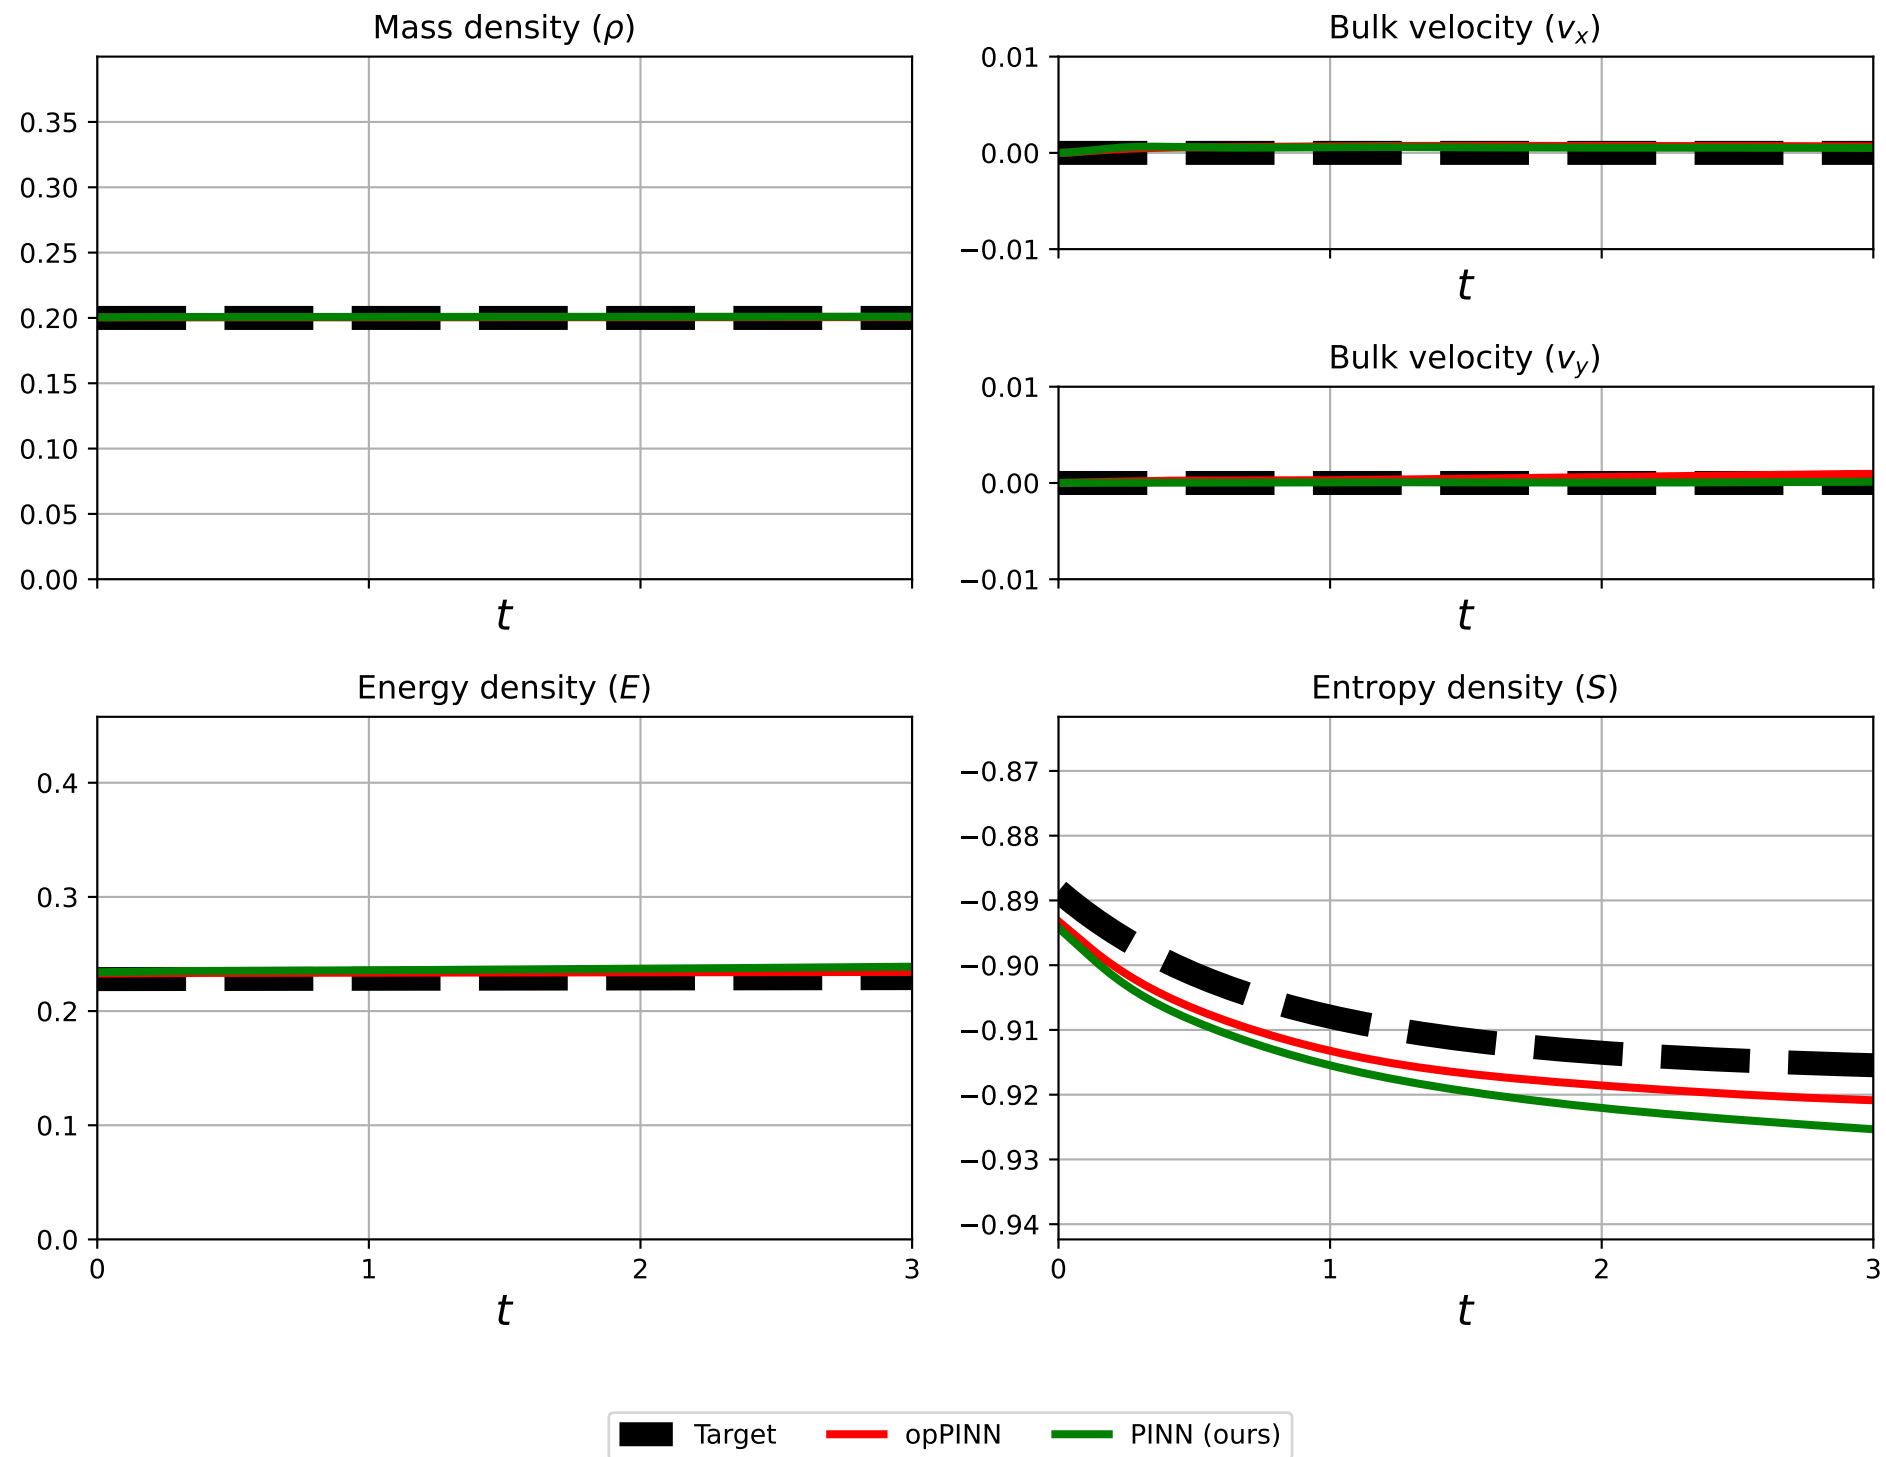 Mass density (ρ)
0.35
0.30
0.25
0.20
0.15
0.10
0.05
0.00
t
Bulk velocity (vₓ)
0.01
0.00
−0.01
t
Bulk velocity (v_y)
0.01
0.00
−0.01
t
Energy density (E)
0.4
0.3
0.2
0.1
0.0
0 1 2 3
t
Entropy density (S)
−0.87
−0.88
−0.89
−0.90
−0.91
−0.92
−0.93
−0.94
0 1 2 3
t
Target opPINN PINN (ours)